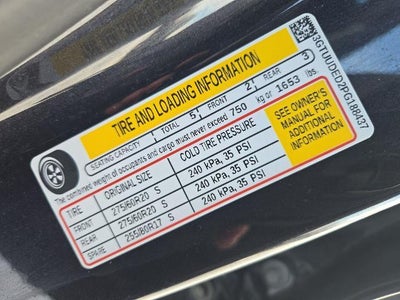 3GTUUDED2PG188437
TIRE AND LOADING INFORMATION
SEATING CAPACITY TOTAL 5 FRONT 2 REAR 3
The combined weight of occupants and cargo must never exceed 750 kg or 1653 lbs.
TIRE ORIGINAL SIZE COLD TIRE PRESSURE
FRONT 275/60R20 S 240 kPa, 35 PSI
REAR 275/60R20 S 240 kPa, 35 PSI
SPARE 255/80R17 S 240 kPa, 35 PSI
SEE OWNER'S
MANUAL FOR
ADDITIONAL
INFORMATION